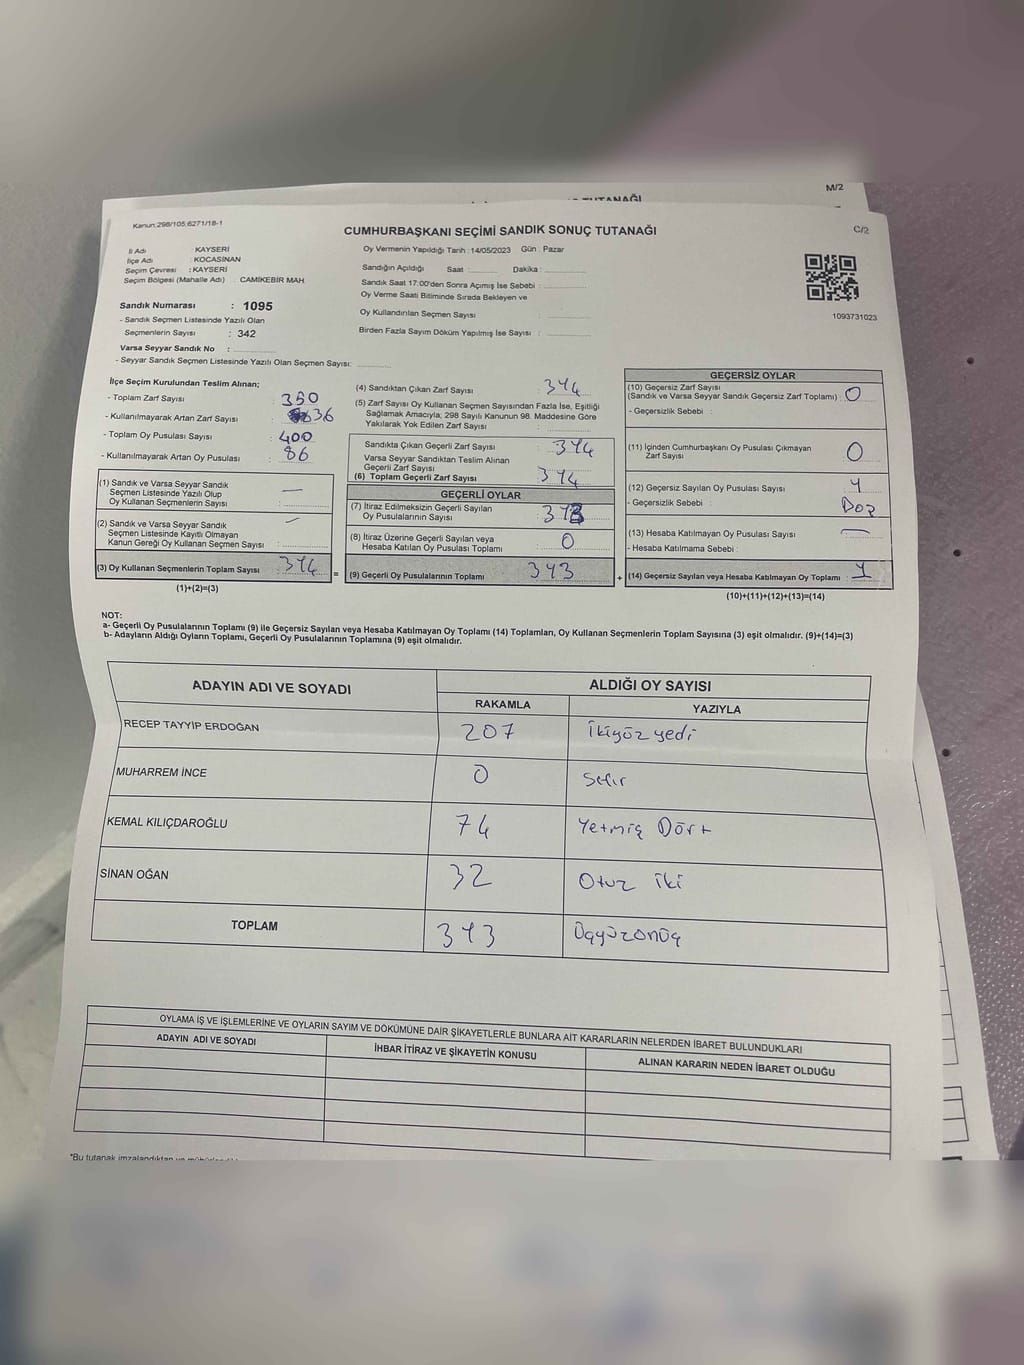 M/2
TUTANAĞI
Kanun:298/105,6271/18-1
CUMHURBAŞKANI SEÇİMİ SANDIK SONUÇ TUTANAĞI
C/2
İl Adı : KAYSERİ
İlçe Adı : KOCASİNAN
Seçim Çevresi : KAYSERİ
Seçim Bölgesi (Mahalle Adı) : CAMİKEBİR MAH
Sandık Numarası : 1095
- Sandık Seçmen Listesinde Yazılı Olan
Seçmenlerin Sayısı : 342
Varsa Seyyar Sandık No :
- Seyyar Sandık Seçmen Listesinde Yazılı Olan Seçmen Sayısı:
Oy Vermenin Yapıldığı Tarih :14/05/2023 Gün : Pazar
Sandığın Açıldığı Saat : Dakika :
Sandık Saat 17:00'den Sonra Açımış İse Sebebi :
Oy Verme Saati Bitiminde Sırada Bekleyen ve
Oy Kullandırılan Seçmen Sayısı :
Birden Fazla Sayım Döküm Yapılmış İse Sayısı :
1093731023
İlçe Seçim Kurulundan Teslim Alınan;
- Toplam Zarf Sayısı : 350
- Kullanılmayarak Artan Zarf Sayısı : 36
- Toplam Oy Pusulası Sayısı : 400
- Kullanılmayarak Artan Oy Pusulası : 86
(1) Sandık ve Varsa Seyyar Sandık
Seçmen Listesinde Yazılı Olup
Oy Kullanan Seçmenlerin Sayısı : —
(2) Sandık ve Varsa Seyyar Sandık
Seçmen Listesinde Kayıtlı Olmayan
Kanun Gereği Oy Kullanan Seçmen Sayısı : —
(3) Oy Kullanan Seçmenlerin Toplam Sayısı : 314
(1)+(2)=(3)
=
(4) Sandıktan Çıkan Zarf Sayısı : 314
(5) Zarf Sayısı Oy Kullanan Seçmen Sayısından Fazla İse, Eşitliği
Sağlamak Amacıyla, 298 Sayılı Kanunun 98. Maddesine Göre
Yakılarak Yok Edilen Zarf Sayısı :
Sandıkta Çıkan Geçerli Zarf Sayısı : 314
Varsa Seyyar Sandıktan Teslim Alınan
Geçerli Zarf Sayısı :
(6) Toplam Geçerli Zarf Sayısı : 314
GEÇERLİ OYLAR
(7) İtiraz Edilmeksizin Geçerli Sayılan
Oy Pusulalarının Sayısı : 313
(8) İtiraz Üzerine Geçerli Sayılan veya
Hesaba Katılan Oy Pusulası Toplamı : 0
(9) Geçerli Oy Pusulalarının Toplamı : 313
+
GEÇERSİZ OYLAR
(10) Geçersiz Zarf Sayısı
(Sandık ve Varsa Seyyar Sandık Geçersiz Zarf Toplamı) : 0
- Geçersizlik Sebebi :
(11) İçinden Cumhurbaşkanı Oy Pusulası Çıkmayan
Zarf Sayısı : 0
(12) Geçersiz Sayılan Oy Pusulası Sayısı : 1
- Geçersizlik Sebebi :
(13) Hesaba Katılmayan Oy Pusulası Sayısı : —
- Hesaba Katılmama Sebebi :
(14) Geçersiz Sayılan veya Hesaba Katılmayan Oy Toplamı : 1
(10)+(11)+(12)+(13)=(14)
NOT:
a- Geçerli Oy Pusulalarının Toplamı (9) ile Geçersiz Sayılan veya Hesaba Katılmayan Oy Toplamı (14) Toplamları, Oy Kullanan Seçmenlerin Toplam Sayısına (3) eşit olmalıdır. (9)+(14)=(3)
b- Adayların Aldığı Oyların Toplamı, Geçerli Oy Pusulalarının Toplamına (9) eşit olmalıdır.
ADAYIN ADI VE SOYADI
ALDIĞI OY SAYISI
RAKAMLA YAZIYLA
RECEP TAYYİP ERDOĞAN 207 İkiyüz yedi
MUHARREM İNCE 0 Sıfır
KEMAL KILIÇDAROĞLU 74 Yetmiş Dört
SİNAN OĞAN 32 Otuz iki
TOPLAM 313 Üçyüzonüç
OYLAMA İŞ VE İŞLEMLERİNE VE OYLARIN SAYIM VE DÖKÜMÜNE DAİR ŞİKAYETLERLE BUNLARA AİT KARARLARIN NELERDEN İBARET BULUNDUKLARI
ADAYIN ADI VE SOYADI İHBAR İTİRAZ VE ŞİKAYETİN KONUSU ALINAN KARARIN NEDEN İBARET OLDUĞU
*Bu tutanak imzalandıktan ve